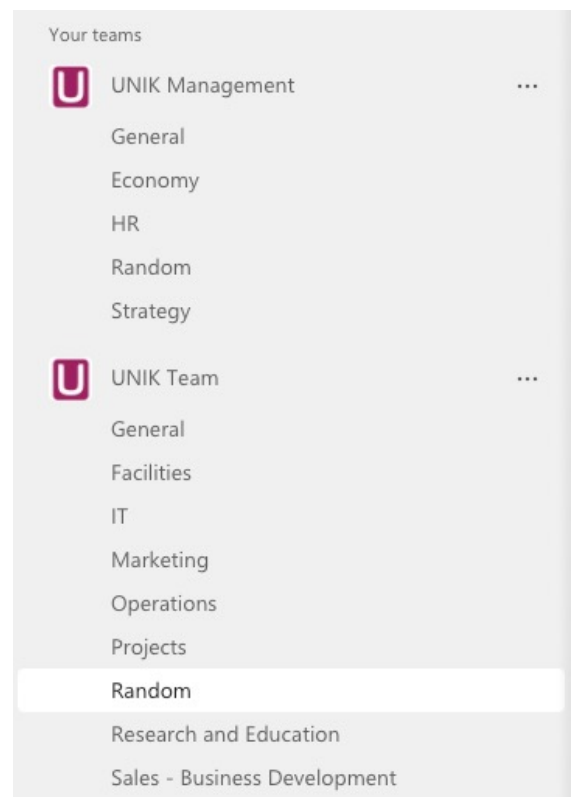 Your teams
U UNIK Management ...
General
Economy
HR
Random
Strategy
U UNIK Team ...
General
Facilities
IT
Marketing
Operations
Projects
Random
Research and Education
Sales - Business Development